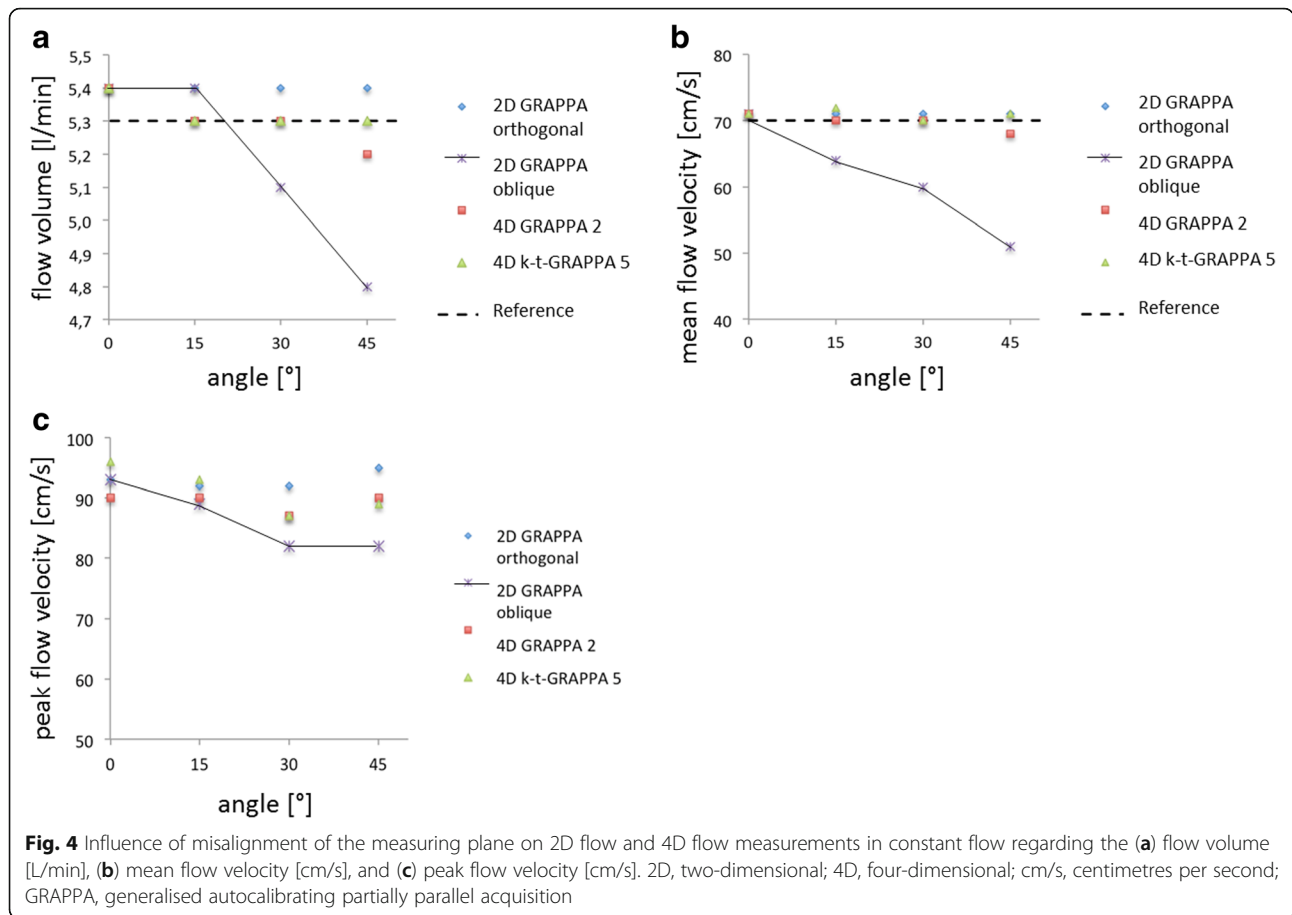 a
5,5
5,4
5,3
5,2
5,1
5,0
4,9
4,8
4,7
flow volume [l/min]
0 15 30 45
angle [°]
2D GRAPPA
orthogonal
2D GRAPPA
oblique
4D GRAPPA 2
4D k-t-GRAPPA 5
Reference
b
80
70
60
50
40
mean flow velocity [cm/s]
0 15 30 45
angle [°]
2D GRAPPA
orthogonal
2D GRAPPA
oblique
4D GRAPPA 2
4D k-t-GRAPPA 5
Reference
c
100
90
80
70
60
50
peak flow velocity [cm/s]
0 15 30 45
angle [°]
2D GRAPPA
orthogonal
2D GRAPPA
oblique
4D GRAPPA 2
4D k-t-GRAPPA 5
Fig. 4 Influence of misalignment of the measuring plane on 2D flow and 4D flow measurements in constant flow regarding the (a) flow volume
[L/min], (b) mean flow velocity [cm/s], and (c) peak flow velocity [cm/s]. 2D, two-dimensional; 4D, four-dimensional; cm/s, centimetres per second;
GRAPPA, generalised autocalibrating partially parallel acquisition